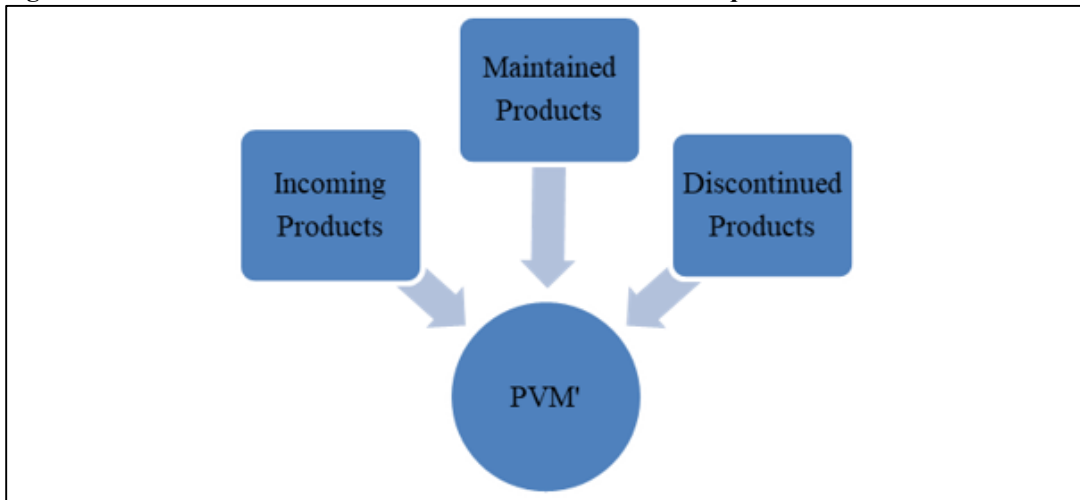 Maintained
Products
Incoming
Products
Discontinued
Products
PVM'